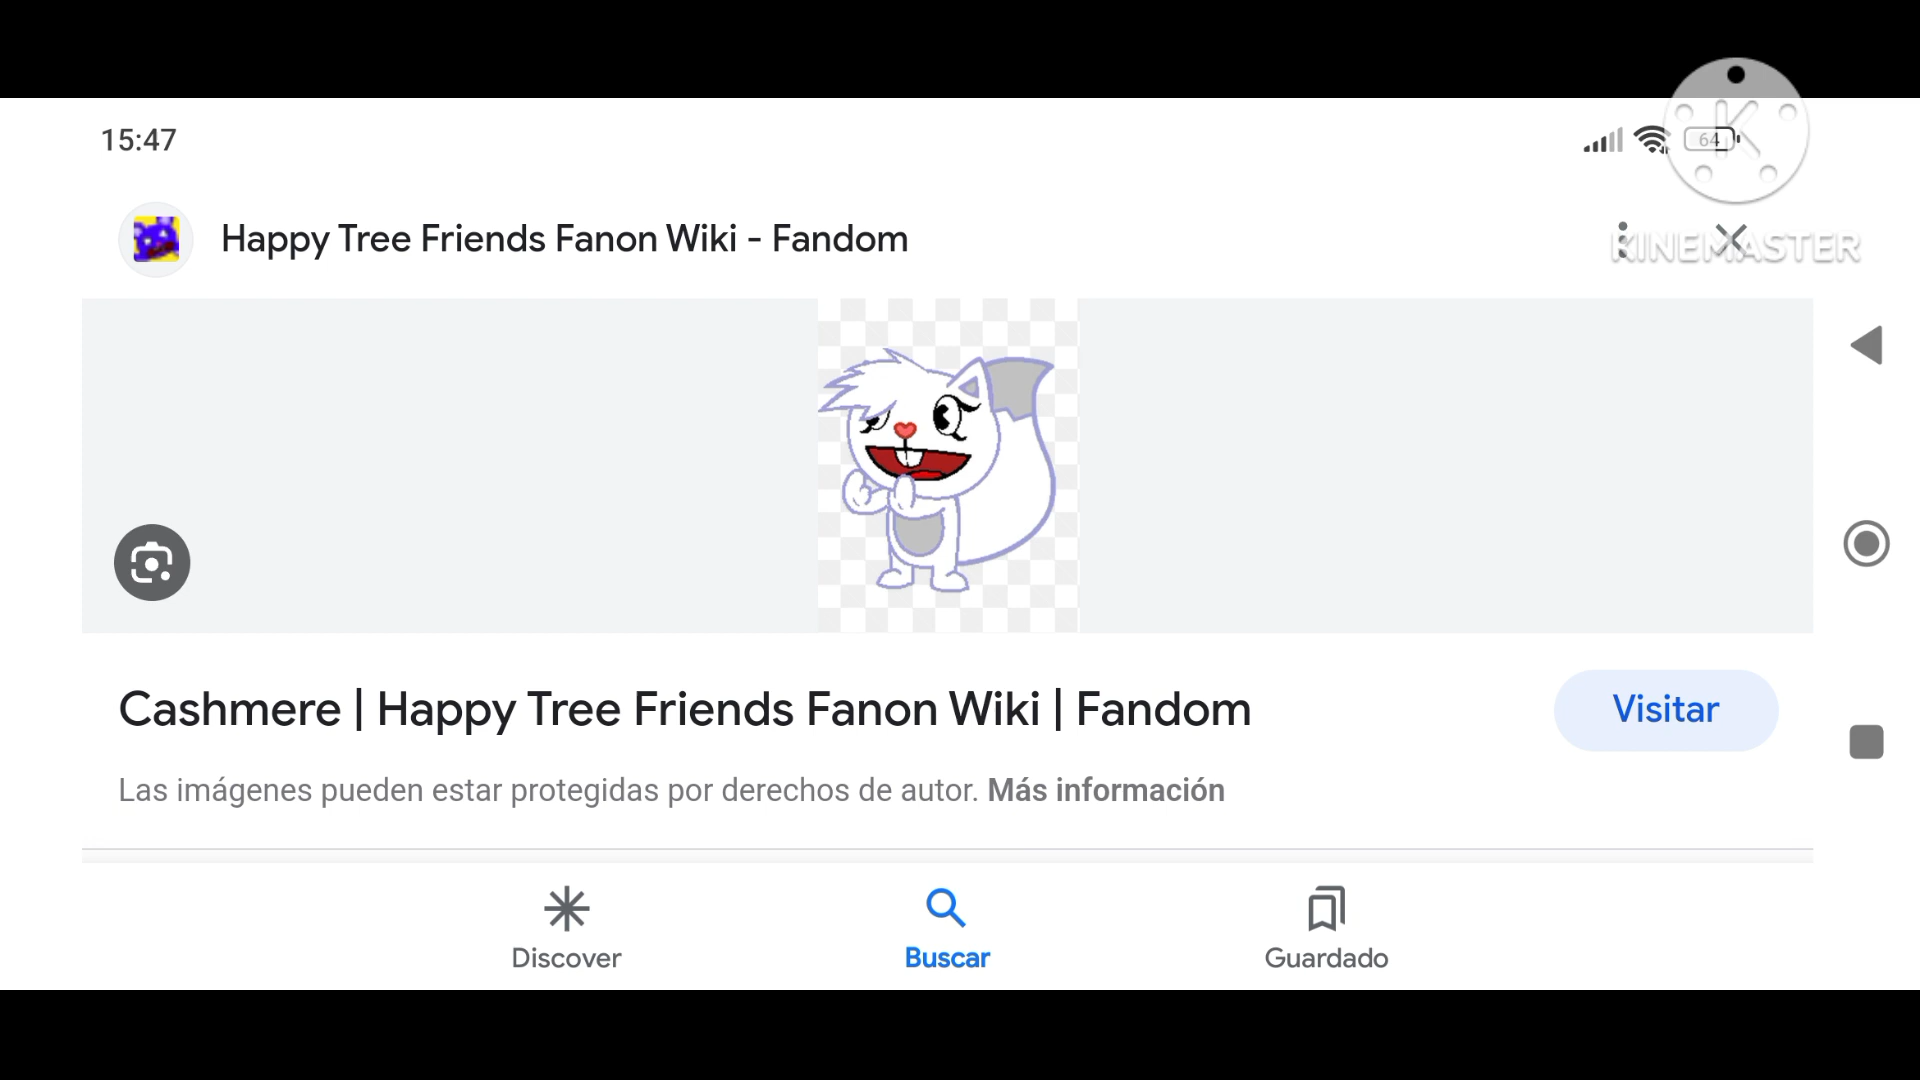 15:47
64
Happy Tree Friends Fanon Wiki - Fandom
KINEMASTER
Cashmere | Happy Tree Friends Fanon Wiki | Fandom
Visitar
Las imágenes pueden estar protegidas por derechos de autor. Más información
Discover
Buscar
Guardado